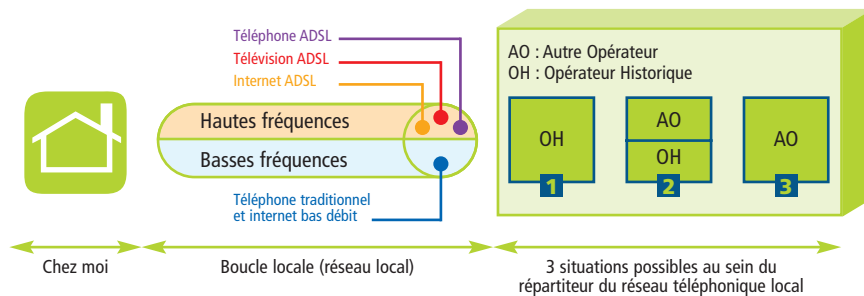 Téléphone ADSL
Télévision ADSL
Internet ADSL
Hautes fréquences
Basses fréquences
Téléphone traditionnel
et internet bas débit
AO : Autre Opérateur
OH : Opérateur Historique
OH
1
AO
OH
2
AO
3
Chez moi
Boucle locale (réseau local)
3 situations possibles au sein du
répartiteur du réseau téléphonique local